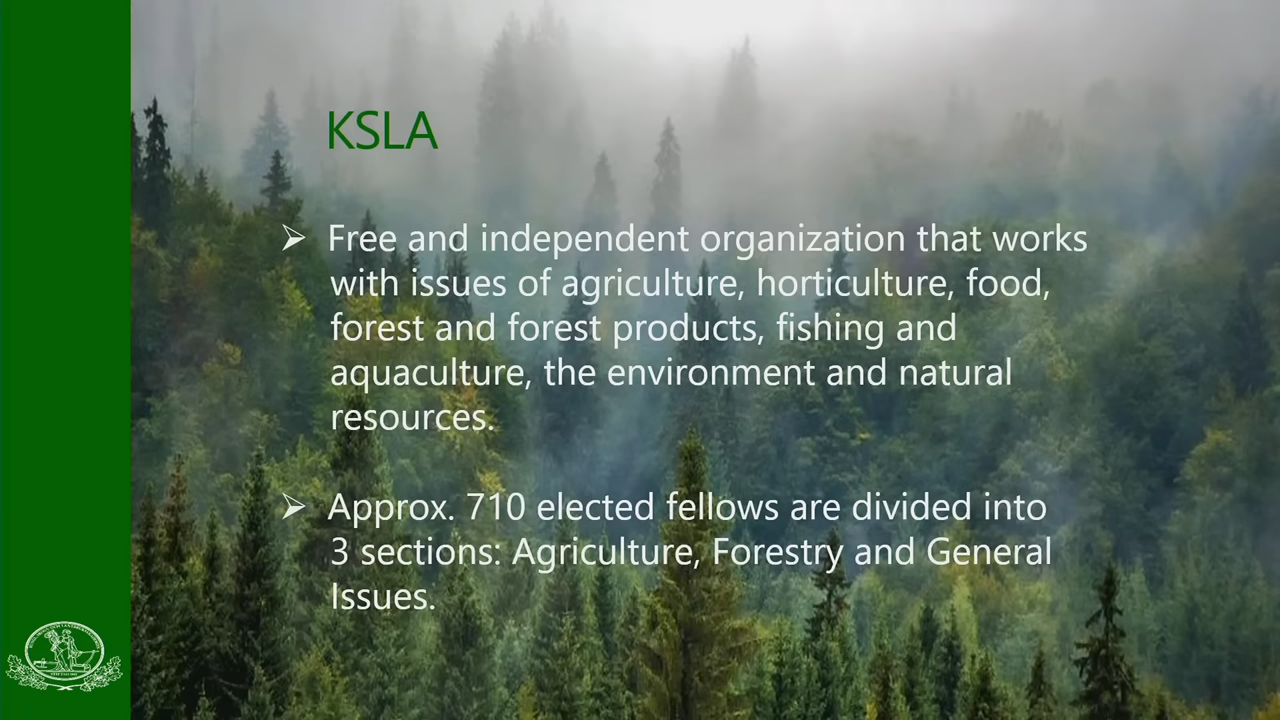 KSLA
➢ Free and independent organization that works
with issues of agriculture, horticulture, food,
forest and forest products, fishing and
aquaculture, the environment and natural
resources.
➢ Approx. 710 elected fellows are divided into
3 sections: Agriculture, Forestry and General
Issues.